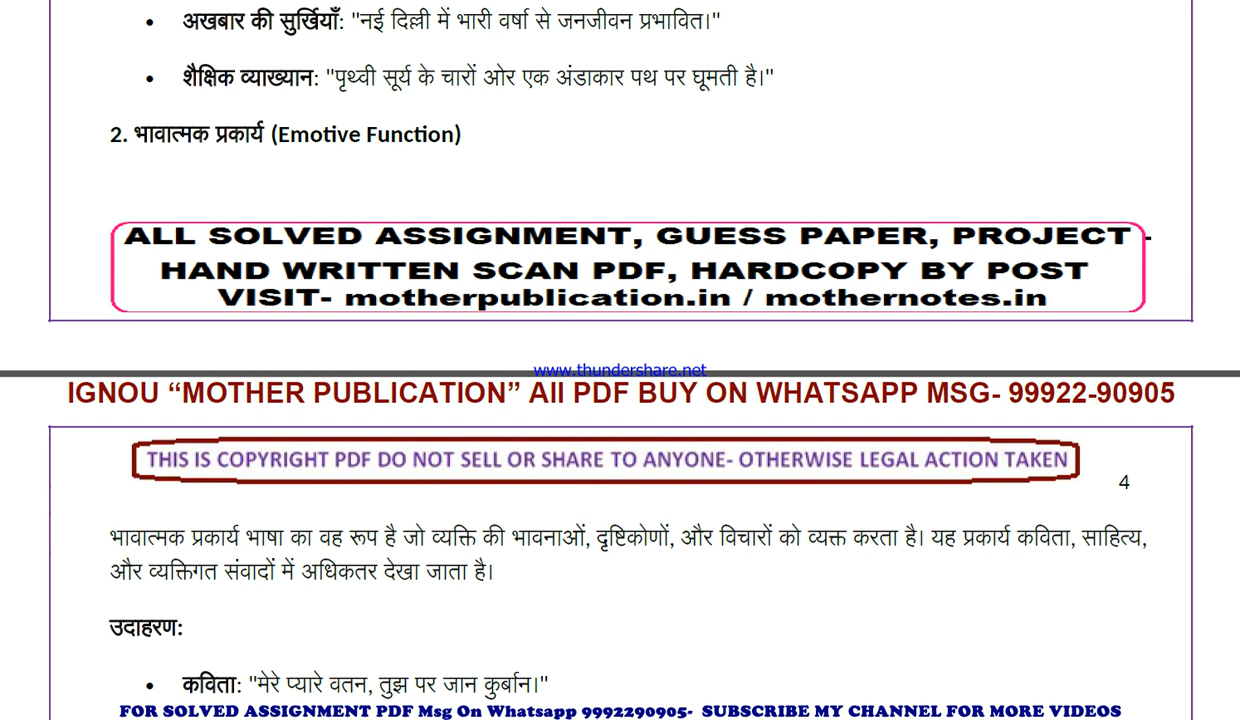 • अखबार की सुर्खियाँ: "नई दिल्ली में भारी वर्षा से जनजीवन प्रभावित।"
• शैक्षिक व्याख्यान: "पृथ्वी सूर्य के चारों ओर एक अंडाकार पथ पर घूमती है।"
2. भावात्मक प्रकार्य (Emotive Function)
ALL SOLVED ASSIGNMENT, GUESS PAPER, PROJECT -
HAND WRITTEN SCAN PDF, HARDCOPY BY POST
VISIT- motherpublication.in / mothernotes.in
www.thundershare.net
IGNOU “MOTHER PUBLICATION” All PDF BUY ON WHATSAPP MSG- 99922-90905
THIS IS COPYRIGHT PDF DO NOT SELL OR SHARE TO ANYONE- OTHERWISE LEGAL ACTION TAKEN
4
भावात्मक प्रकार्य भाषा का वह रूप है जो व्यक्ति की भावनाओं, दृष्टिकोणों, और विचारों को व्यक्त करता है। यह प्रकार्य कविता, साहित्य,
और व्यक्तिगत संवादों में अधिकतर देखा जाता है।
उदाहरण:
• कविता: "मेरे प्यारे वतन, तुझ पर जान कुर्बान।"
FOR SOLVED ASSIGNMENT PDF Msg On Whatsapp 9992290905- SUBSCRIBE MY CHANNEL FOR MORE VIDEOS